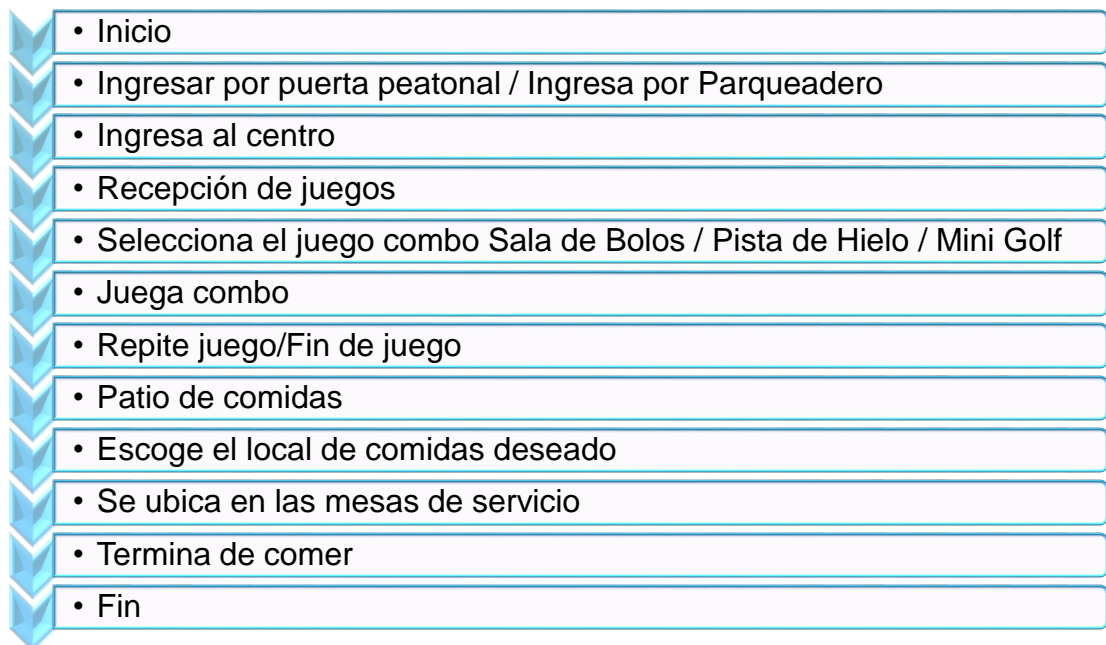 • Inicio
• Ingresar por puerta peatonal / Ingresa por Parqueadero
• Ingresa al centro
• Recepción de juegos
• Selecciona el juego combo Sala de Bolos / Pista de Hielo / Mini Golf
• Juega combo
• Repite juego/Fin de juego
• Patio de comidas
• Escoge el local de comidas deseado
• Se ubica en las mesas de servicio
• Termina de comer
• Fin